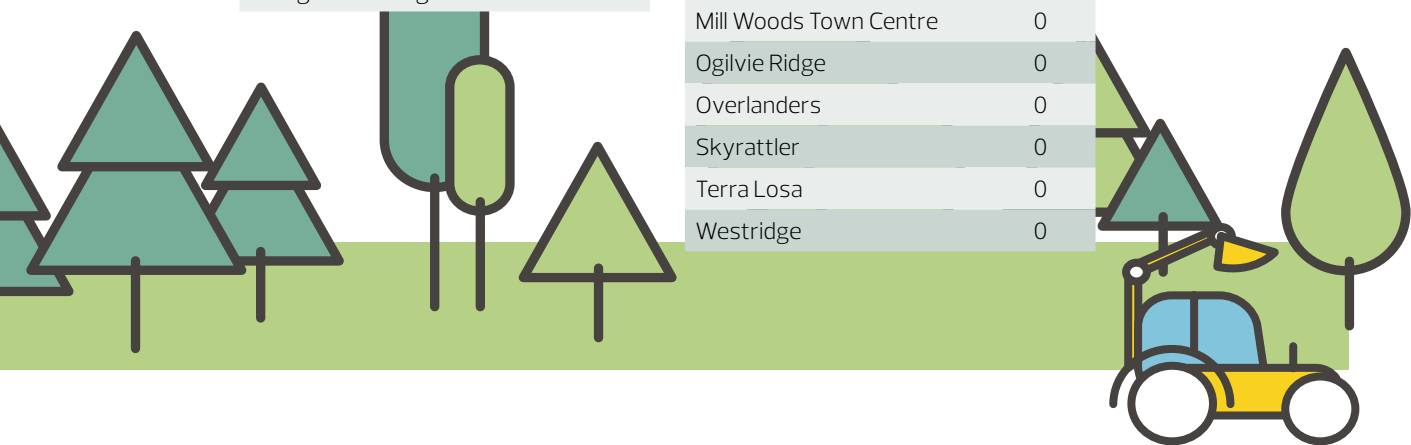 Mill Woods Town Centre 0
Ogilvie Ridge 0
Overlanders 0
Skyrattler 0
Terra Losa 0
Westridge 0